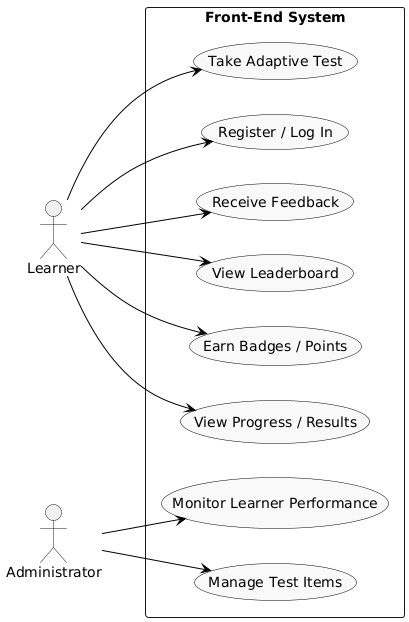 Front-End System
Take Adaptive Test
Register / Log In
Receive Feedback
View Leaderboard
Earn Badges / Points
View Progress / Results
Monitor Learner Performance
Manage Test Items
Learner
Administrator